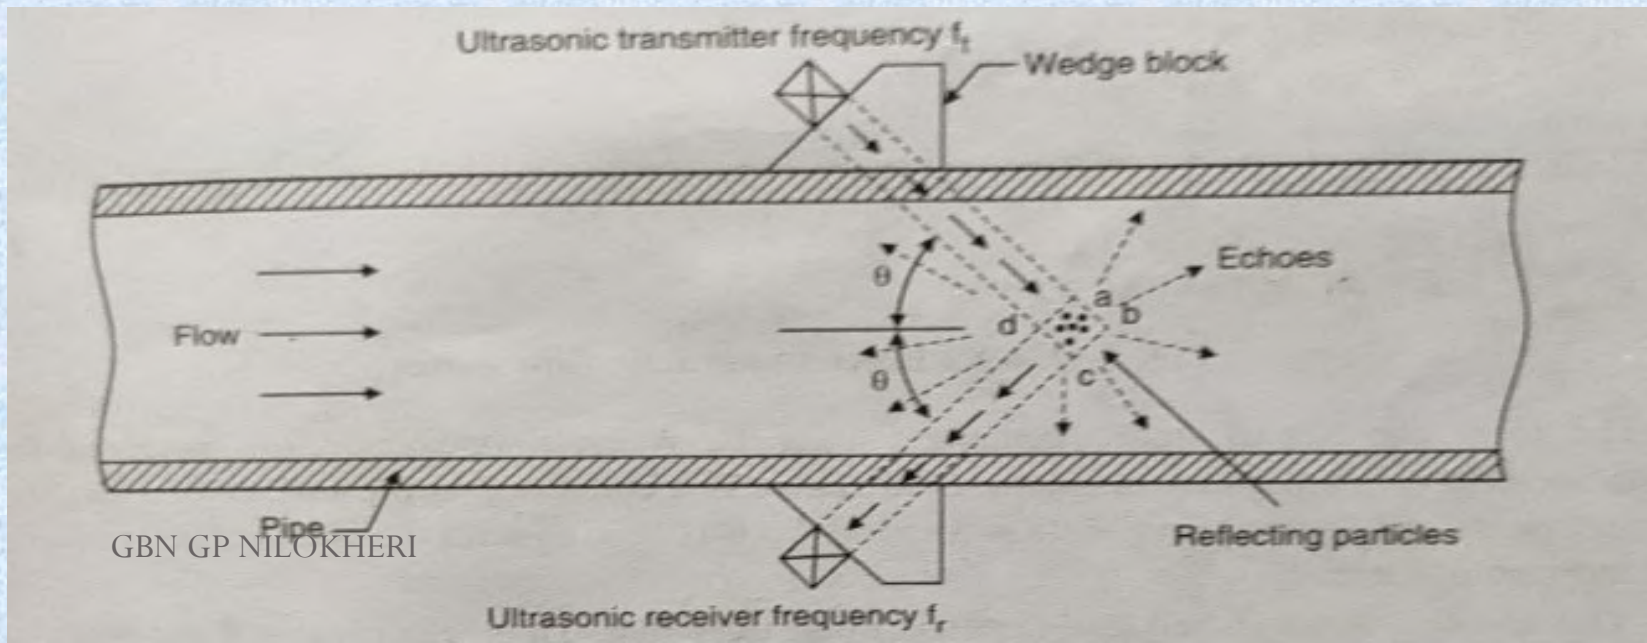 Ultrasonic transmitter frequency fₜ
Wedge block
Echoes
θ
a
b
d
Flow
c
θ
Pipe
GBN GP NILOKHERI
Reflecting particles
Ultrasonic receiver frequency fᵣ